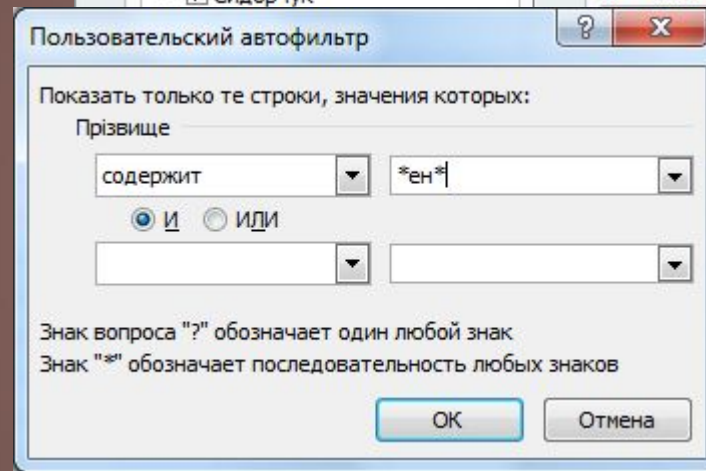 Сидорчук
Пользовательский автофильтр
Показать только те строки, значения которых:
Прізвище
содержит *ен*
И ИЛИ
Знак вопроса "?" обозначает один любой знак
Знак "*" обозначает последовательность любых знаков
ОК Отмена